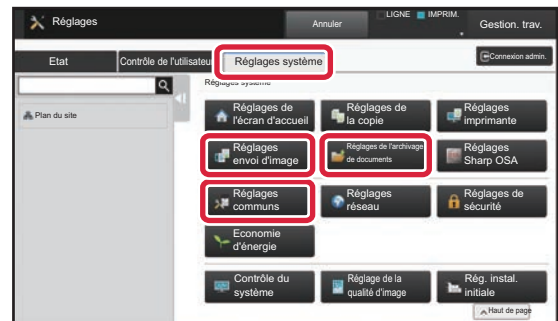 Réglages
Annuler
LIGNE
IMPRIM.
Gestion. trav.
Etat
Contrôle de l'utilisateu
Réglages système
Connexion admin.
Réglages système
Plan du site
Réglages de
l'écran d'accueil
Réglages de
la copie
Réglages
imprimante
Réglages
envoi d'image
Réglages de l'archivage
de documents
Réglages
Sharp OSA
Réglages
communs
Réglages
réseau
Réglages de
sécurité
Economie
d'énergie
Contrôle du
système
Réglage de la
qualité d'image
Rég. instal.
initiale
Haut de page